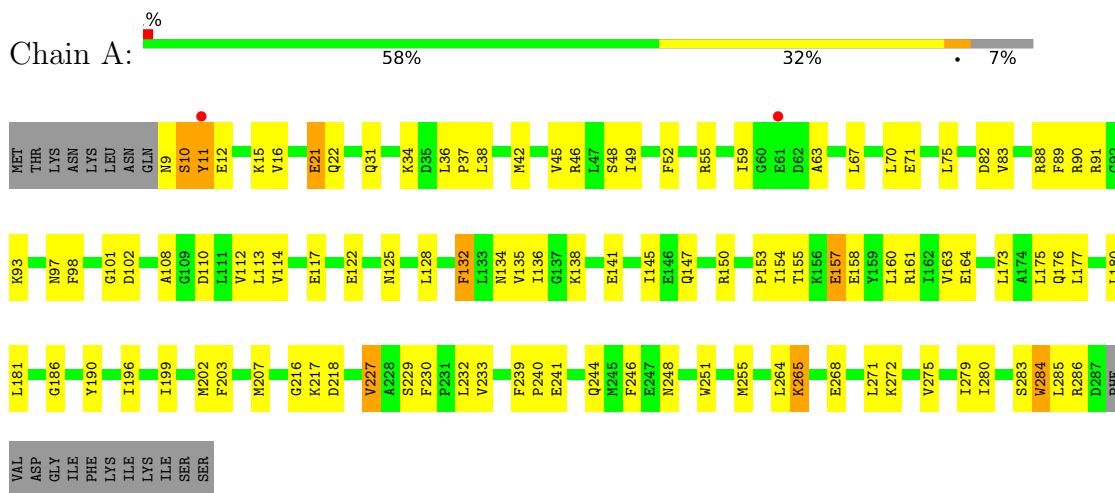 .%
Chain A:
58% 32% • 7%
MET THR LYS ASN LYS LEU ASN GLN N9 S10 Y11 E12 K15 V16 E21 Q22 Q31 K34 D35 L36 P37 L38 M42 V45 R46 L47 S48 I49 F52 R55 I59 G60 E61 D62 A63 L67 L70 E71 L75 D82 V83 R88 F89 R90 R91 G92
K93 N97 F98 G101 D102 A108 G109 D110 L111 V112 L113 V114 E117 E122 N125 L128 F132 L133 N134 V135 I136 G137 K138 E141 I145 E146 Q147 R150 P153 I154 T155 K156 E157 E158 Y159 L160 R161 I162 V163 E164 L173 A174 L175 Q176 L177 L180
L181 G186 Y190 I196 I199 M202 F203 M207 G216 K217 D218 V227 A228 S229 F230 P231 L232 V233 F239 P240 E241 Q244 M245 F246 E247 N248 W251 M255 L264 K265 E268 L271 K272 V275 I279 I280 S283 W284 L285 R286 D287 PHE
VAL ASP GLY ILE PHE LYS ILE LYS ILE SER SER